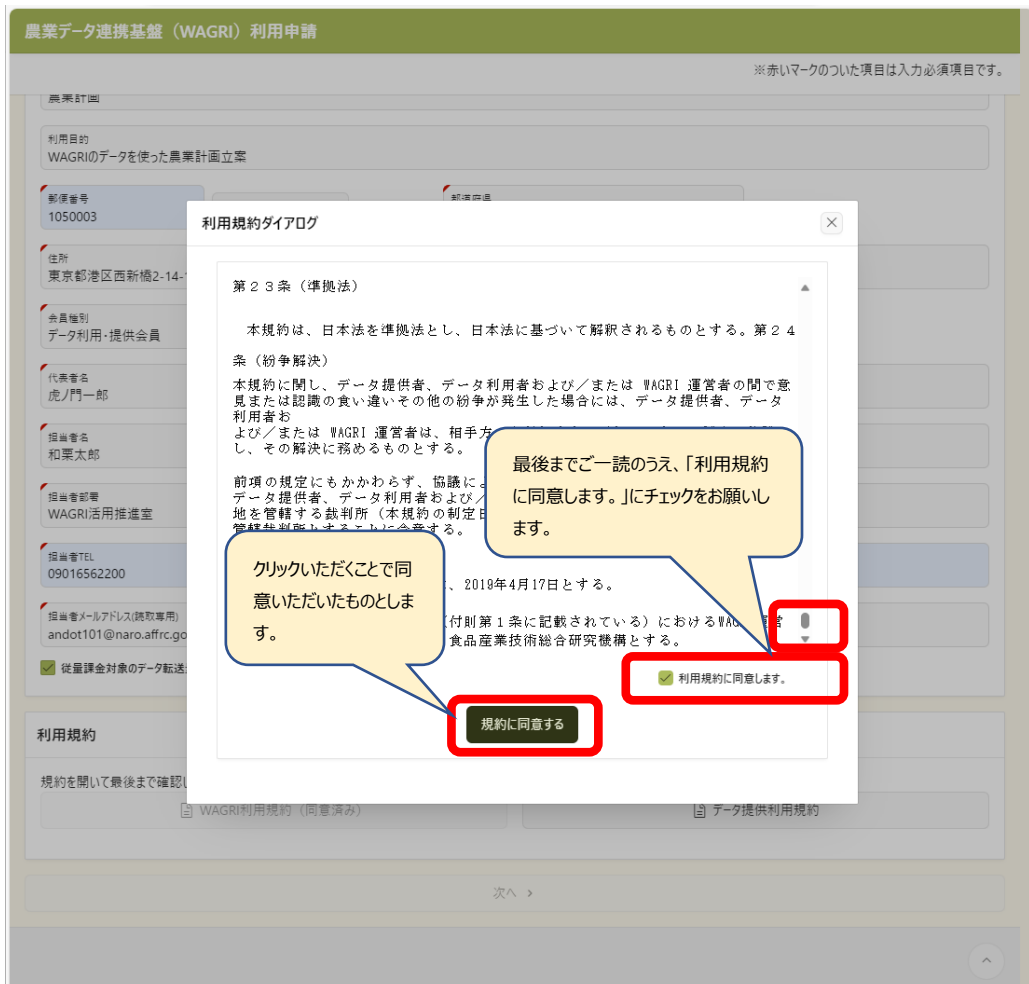 農業データ連携基盤（WAGRI）利用申請
※赤いマークのついた項目は入力必須項目です。
農業計画
利用目的
WAGRIのデータを使った農業計画立案
郵便番号
1050003
都道府県
住所
東京都港区西新橋2-14-
会員種別
データ利用・提供会員
代表者名
虎ノ門一郎
担当者名
和栗太郎
担当者部署
WAGRI活用推進室
担当者TEL
09016562200
担当者メールアドレス(読取専用)
andot101@naro.affrc.go
従量課金対象のデータ転送
利用規約ダイアログ
第２３条（準拠法）
本規約は、日本法を準拠法とし、日本法に基づいて解釈されるものとする。第２４
条（紛争解決）
本規約に関し、データ提供者、データ利用者および／または WAGRI 運営者の間で意
見または認識の食い違いその他の紛争が発生した場合には、データ提供者、データ
利用者お
よび／または WAGRI 運営者は、相手方
し、その解決に務めるものとする。
前項の規定にもかかわらず、協議によ
データ提供者、データ利用者および／
地を管轄する裁判所（本規約の制定日
管轄裁判所とすることに合意する。
、2019年4月17日とする。
（付則第１条に記載されている）におけるWAGRI運営
食品産業技術総合研究機構とする。
最後までご一読のうえ、「利用規約
に同意します。」にチェックをお願いし
ます。
クリックいただくことで同
意いただいたものとしま
す。
利用規約に同意します。
規約に同意する
利用規約
規約を開いて最後まで確認し
WAGRI利用規約（同意済み）
データ提供利用規約
次へ ›